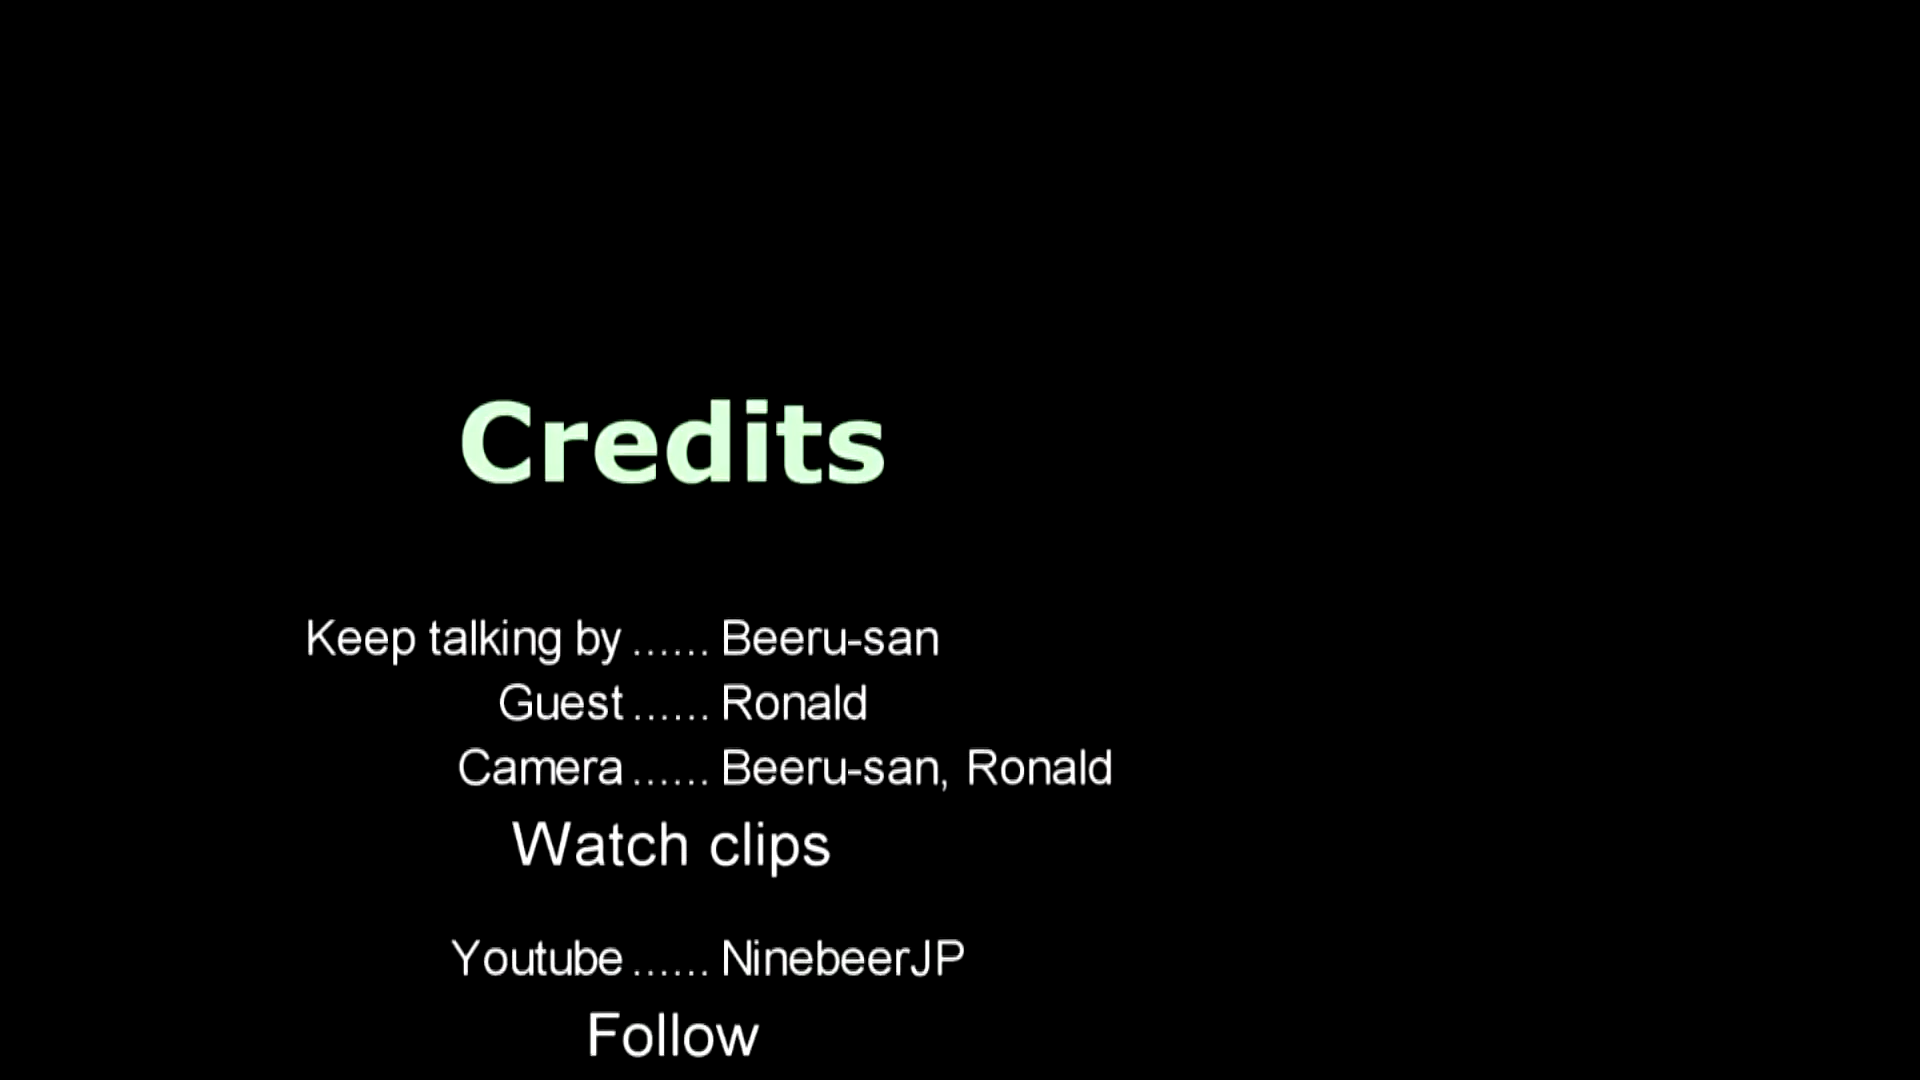 Credits
Keep talking by ...... Beeru-san
Guest ...... Ronald
Camera ...... Beeru-san, Ronald
Watch clips
Youtube ...... NinebeerJP
Follow